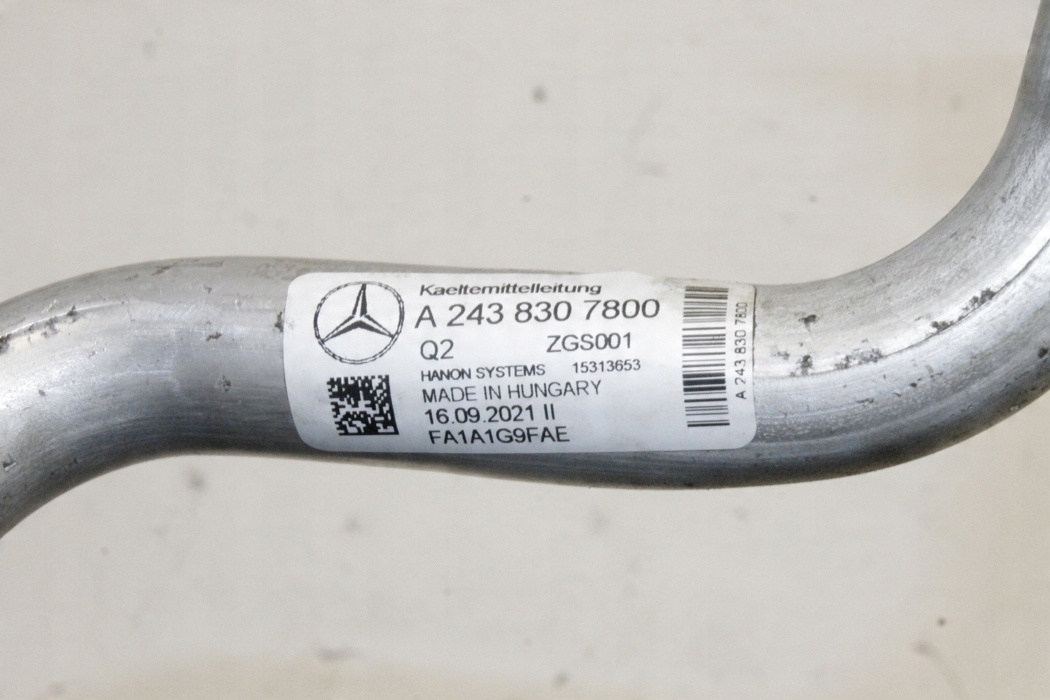 Kaeltemittelleitung
A 243 830 7800
Q2 ZGS001
HANON SYSTEMS 15313653
MADE IN HUNGARY
16.09.2021 II
FA1A1G9FAE
A 243 830 7800